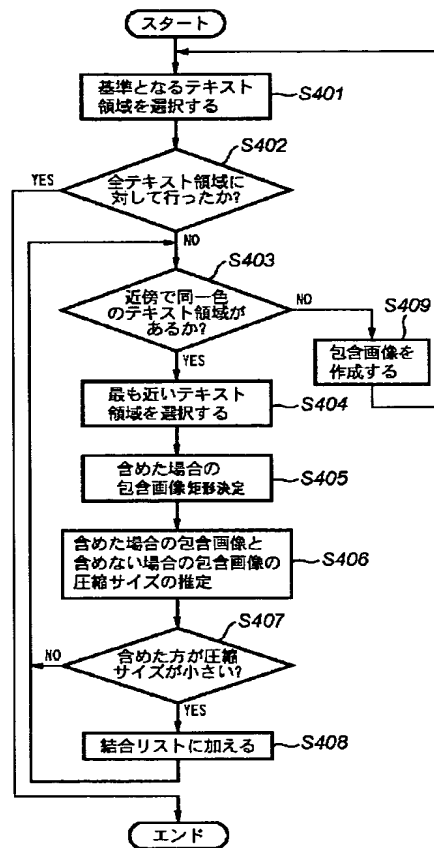 スタート
基準となるテキスト
領域を選択する
S401
S402
全テキスト領域に
対して行ったか?
YES
NO
S403
近傍で同一色
のテキスト領域が
あるか?
NO
YES
S409
包含画像を
作成する
最も近いテキスト
領域を選択する
S404
含めた場合の
包含画像矩形決定
S405
含めた場合の包含画像と
含めない場合の包含画像の
圧縮サイズの推定
S406
S407
含めた方が圧縮
サイズが小さい?
NO
YES
結合リストに加える
S408
エンド